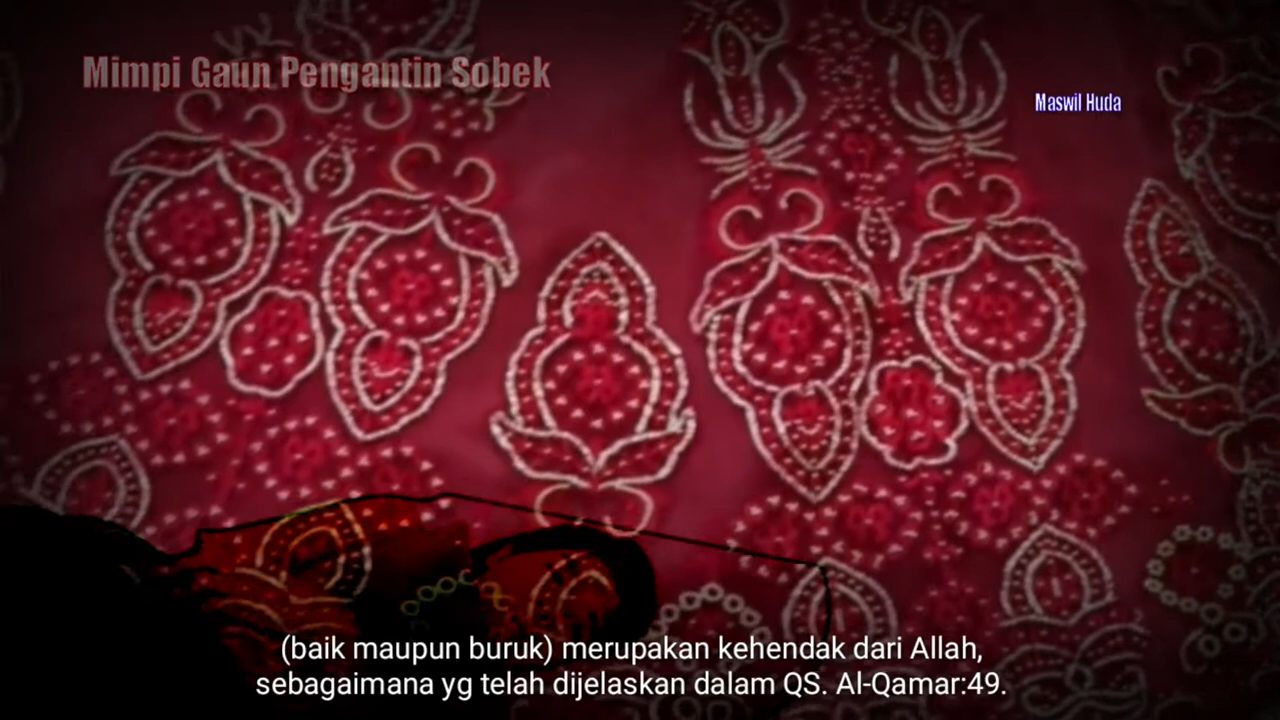 Mimpi Gaun Pengantin Sobek
Maswil Huda
(baik maupun buruk) merupakan kehendak dari Allah,
sebagaimana yg telah dijelaskan dalam QS. Al-Qamar:49.